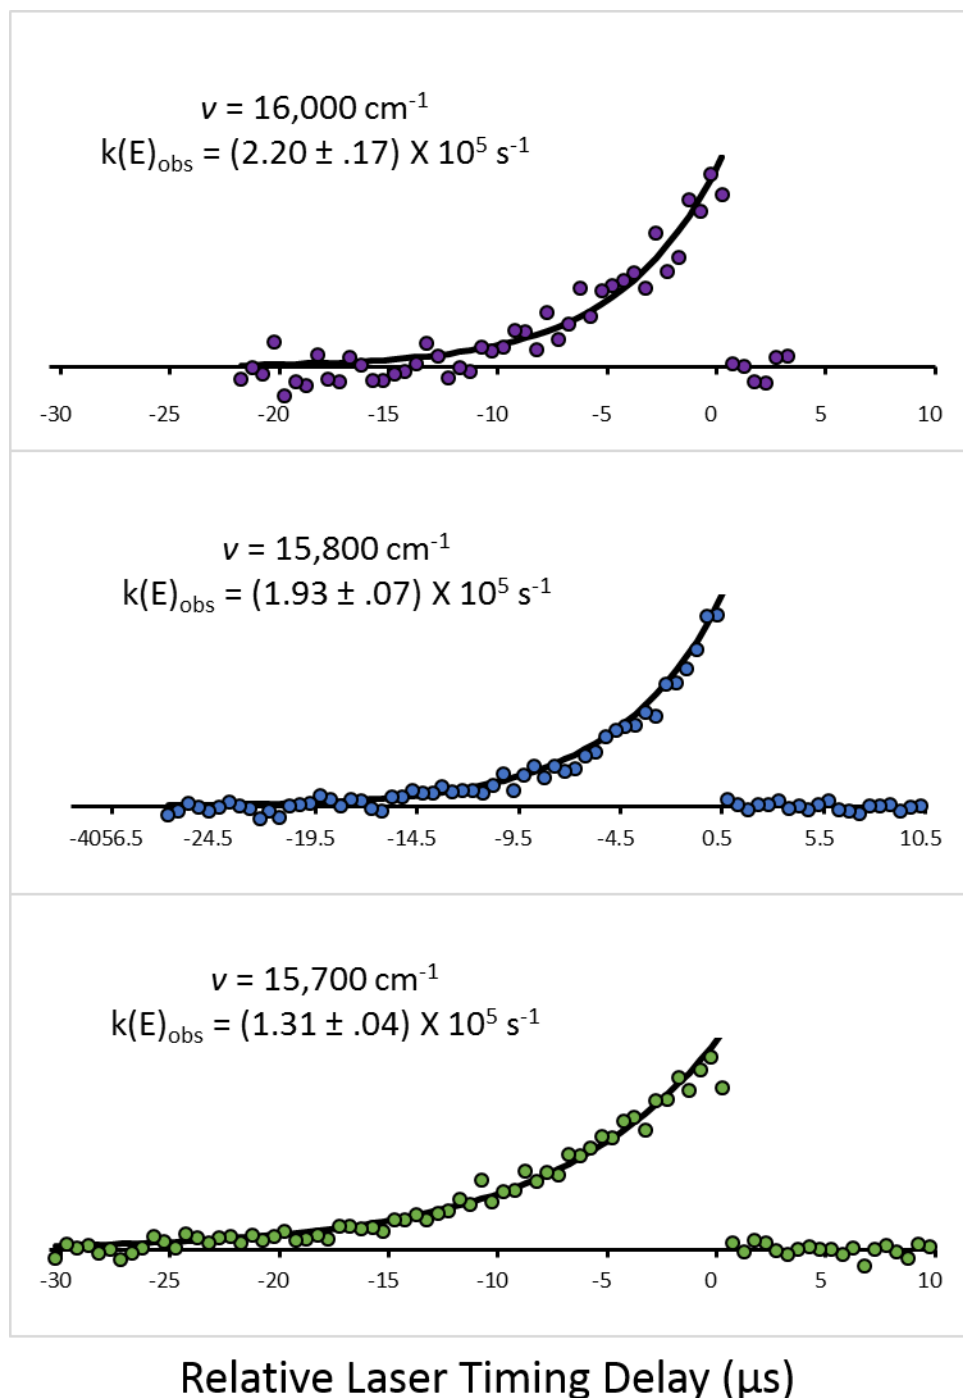 ν = 16,000 cm⁻¹
k(E)obs = (2.20 ± .17) X 10⁵ s⁻¹
-30 -25 -20 -15 -10 -5 0 5 10
ν = 15,800 cm⁻¹
k(E)obs = (1.93 ± .07) X 10⁵ s⁻¹
-4056.5 -24.5 -19.5 -14.5 -9.5 -4.5 0.5 5.5 10.5
ν = 15,700 cm⁻¹
k(E)obs = (1.31 ± .04) X 10⁵ s⁻¹
-30 -25 -20 -15 -10 -5 0 5 10
Relative Laser Timing Delay (μs)